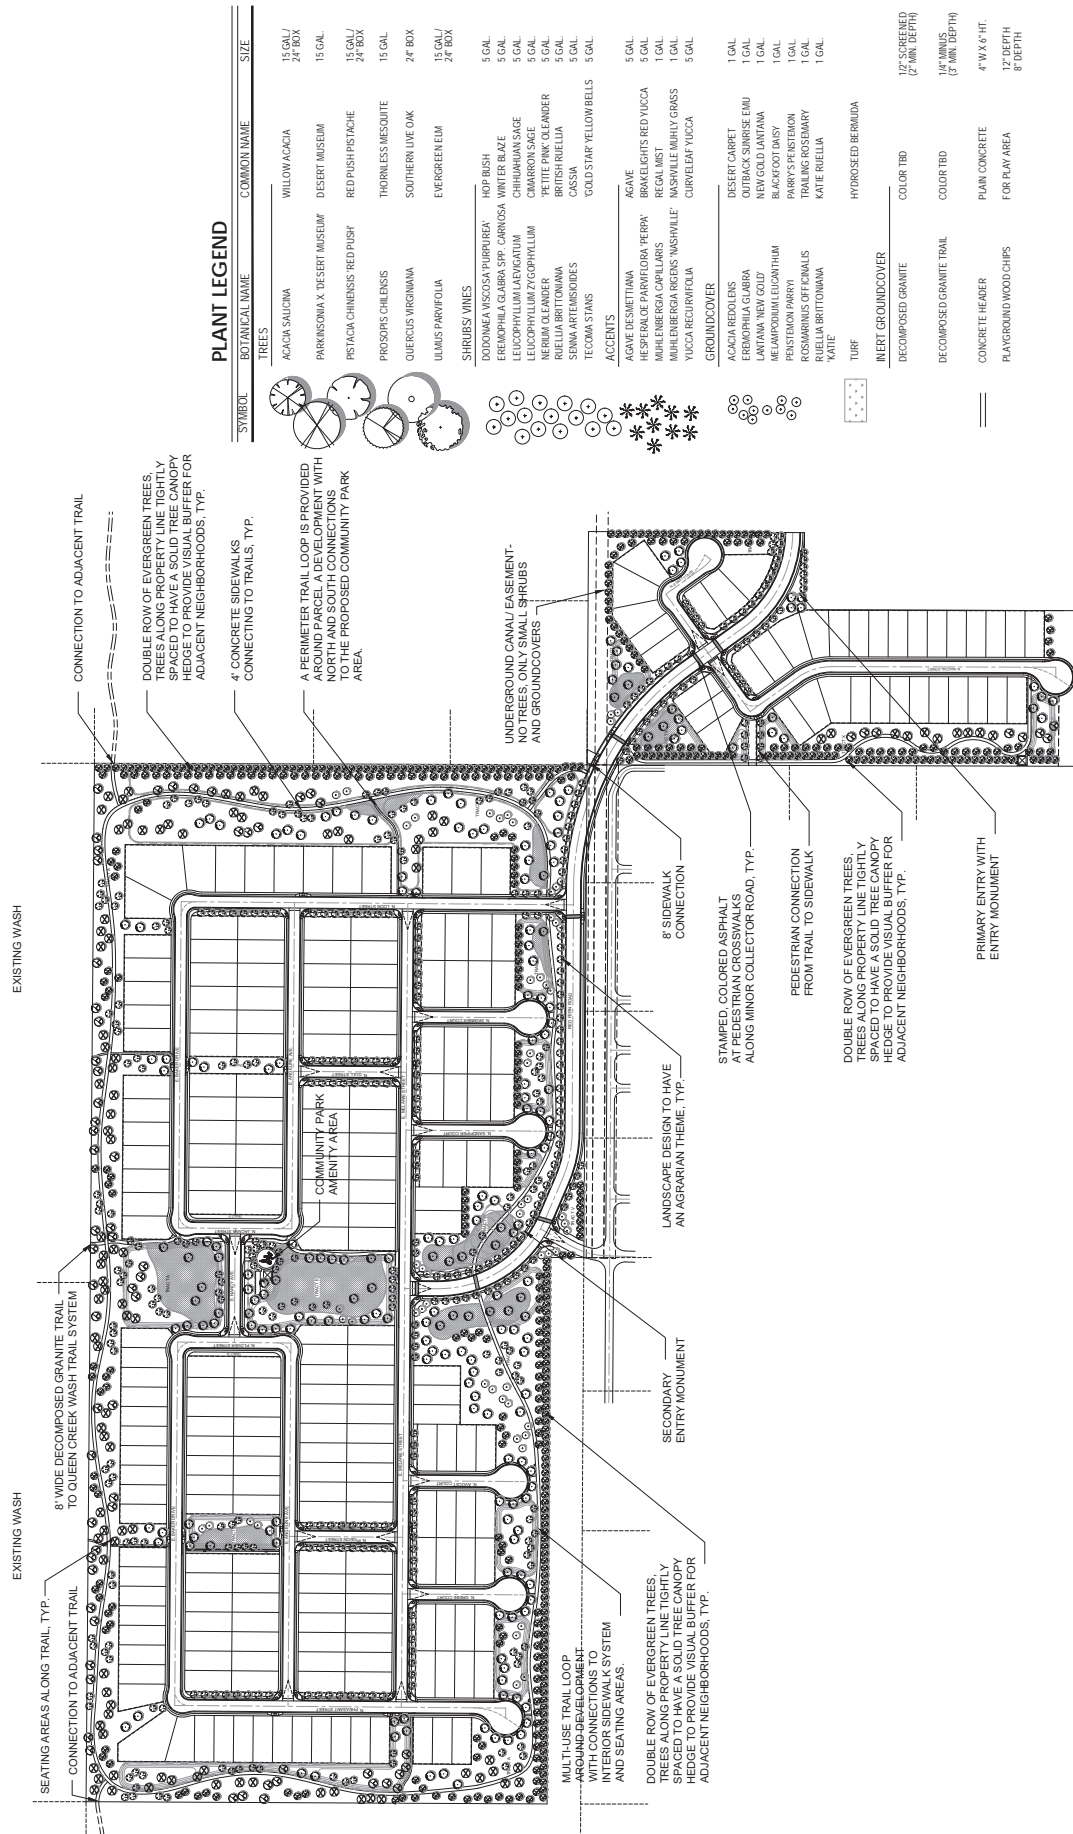 PLANT LEGEND
SYMBOL BOTANICAL NAME COMMON NAME SIZE
TREES
ACACIA SALICINA WILLOW ACACIA 15 GAL/
24" BOX
PARKINSONIA X. 'DESERT MUSEUM' DESERT MUSEUM 15 GAL.
PISTACIA CHINENSIS 'RED PUSH' RED PUSH PISTACHE 15 GAL/
24" BOX
PROSOPIS CHILENSIS THORNLESS MESQUITE 15 GAL
QUERCUS VIRGINIANA SOUTHERN LIVE OAK 24" BOX
ULMUS PARVIFOLIA EVERGREEN ELM 15 GAL/
24" BOX
SHRUBS/ VINES
DODONAEA VISCOSA 'PURPUREA' HOP BUSH 5 GAL.
EREMOPHILA GLABRA SPP. CARNOSA WINTER BLAZE 5 GAL.
LEUCOPHYLLUM LAEVIGATUM CHIHUAHUAN SAGE 5 GAL.
LEUCOPHYLLUM ZYGOPHYLLUM CIMARRON SAGE 5 GAL.
NERIUM OLEANDER 'PETITE PINK' OLEANDER 5 GAL.
RUELLIA BRITTONIANA BRITISH RUELLIA 5 GAL.
SENNA ARTEMISIOIDES CASSIA 5 GAL.
TECOMA STANS 'GOLD STAR' YELLOW BELLS 5 GAL.
ACCENTS
AGAVE DESMETTIANA AGAVE 5 GAL.
HESPERALOE PARVIFLORA 'PERPA' BRAKELIGHTS RED YUCCA 5 GAL.
MUHLENBERGIA CAPILLARIS REGAL MIST 1 GAL.
MUHLENBERGIA RIGENS 'NASHVILLE' NASHVILLE MUHLY GRASS 1 GAL.
YUCCA RECURVIFOLIA CURVELEAF YUCCA 5 GAL.
GROUNDCOVER
ACACIA REDOLENS DESERT CARPET 1 GAL.
EREMOPHILA GLABRA OUTBACK SUNRISE EMU 1 GAL.
LANTANA 'NEW GOLD' NEW GOLD LANTANA 1 GAL.
MELAMPODIUM LEUCANTHUM BLACKFOOT DAISY 1 GAL.
PENSTEMON PARRYI PARRY'S PENSTEMON 1 GAL.
ROSMARINUS OFFICINALIS TRAILING ROSEMARY 1 GAL.
RUELLIA BRITTONIANA KATIE RUELLIA 1 GAL.
'KATIE'
TURF HYDROSEED BERMUDA
INERT GROUNDCOVER
DECOMPOSED GRANITE COLOR TBD 1/2" SCREENED
(2" MIN. DEPTH)
DECOMPOSED GRANITE TRAIL COLOR TBD 1/4" MINUS
(3" MIN. DEPTH)
CONCRETE HEADER PLAIN CONCRETE 4" W X 6" HT.
PLAYGROUND WOOD CHIPS FOR PLAY AREA 12" DEPTH
8" DEPTH
EXISTING WASH
EXISTING WASH
SEATING AREAS ALONG TRAIL, TYP.
CONNECTION TO ADJACENT TRAIL
8' WIDE DECOMPOSED GRANITE TRAIL
TO QUEEN CREEK WASH TRAIL SYSTEM
COMMUNITY PARK
AMENITY AREA
CONNECTION TO ADJACENT TRAIL
DOUBLE ROW OF EVERGREEN TREES,
TREES ALONG PROPERTY LINE TIGHTLY
SPACED TO HAVE A SOLID TREE CANOPY
HEDGE TO PROVIDE VISUAL BUFFER FOR
ADJACENT NEIGHBORHOODS, TYP.
4' CONCRETE SIDEWALKS
CONNECTING TO TRAILS, TYP.
A PERIMETER TRAIL LOOP IS PROVIDED
AROUND PARCEL A DEVELOPMENT WITH
NORTH AND SOUTH CONNECTIONS
TO THE PROPOSED COMMUNITY PARK
AREA.
UNDERGROUND CANAL/ EASEMENT-
NO TREES, ONLY SMALL SHRUBS
AND GROUNDCOVERS
MULTI-USE TRAIL LOOP
AROUND DEVELOPMENT
WITH CONNECTIONS TO
INTERIOR SIDEWALK SYSTEM
AND SEATING AREAS.
DOUBLE ROW OF EVERGREEN TREES,
TREES ALONG PROPERTY LINE TIGHTLY
SPACED TO HAVE A SOLID TREE CANOPY
HEDGE TO PROVIDE VISUAL BUFFER FOR
ADJACENT NEIGHBORHOODS, TYP.
SECONDARY
ENTRY MONUMENT
LANDSCAPE DESIGN TO HAVE
AN AGRARIAN THEME, TYP.
8' SIDEWALK
CONNECTION
STAMPED, COLORED ASPHALT
AT PEDESTRIAN CROSSWALKS
ALONG MINOR COLLECTOR ROAD, TYP.
PEDESTRIAN CONNECTION
FROM TRAIL TO SIDEWALK
DOUBLE ROW OF EVERGREEN TREES,
TREES ALONG PROPERTY LINE TIGHTLY
SPACED TO HAVE A SOLID TREE CANOPY
HEDGE TO PROVIDE VISUAL BUFFER FOR
ADJACENT NEIGHBORHOODS, TYP.
PRIMARY ENTRY WITH
ENTRY MONUMENT